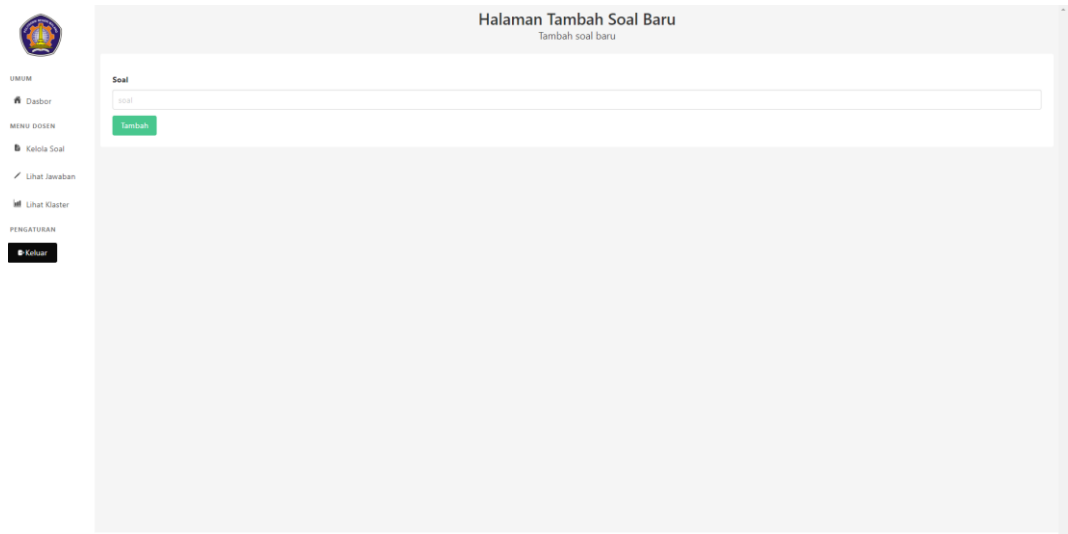 Halaman Tambah Soal Baru
Tambah soal baru
UMUM
Dasbor
MENU DOSEN
Kelola Soal
Lihat Jawaban
Lihat Klaster
PENGATURAN
Keluar
Soal
soal
Tambah